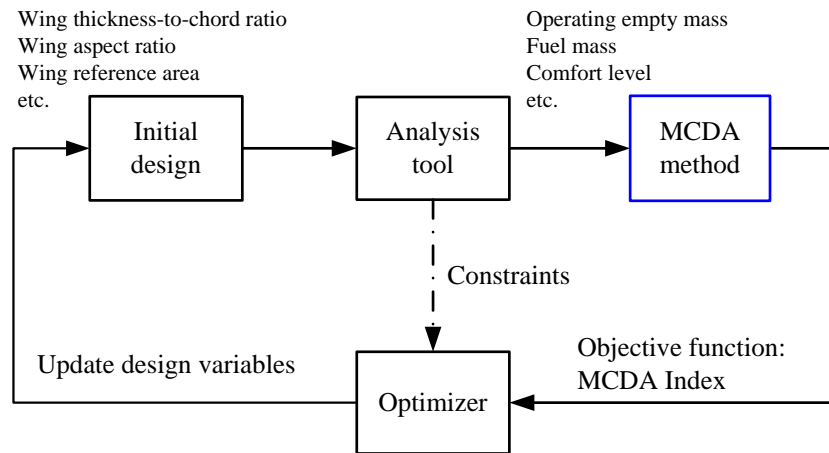 Wing thickness-to-chord ratio
Wing aspect ratio
Wing reference area
etc.
Operating empty mass
Fuel mass
Comfort level
etc.
Initial
design
Analysis
tool
MCDA
method
Constraints
Update design variables
Optimizer
Objective function:
MCDA Index